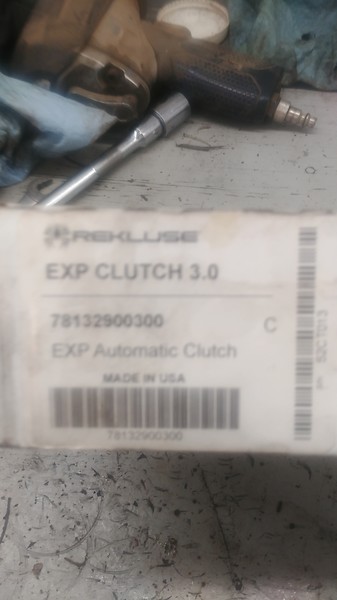 REKLUSE
EXP CLUTCH 3.0
78132900300
C
EXP Automatic Clutch
MADE IN USA
78132900300